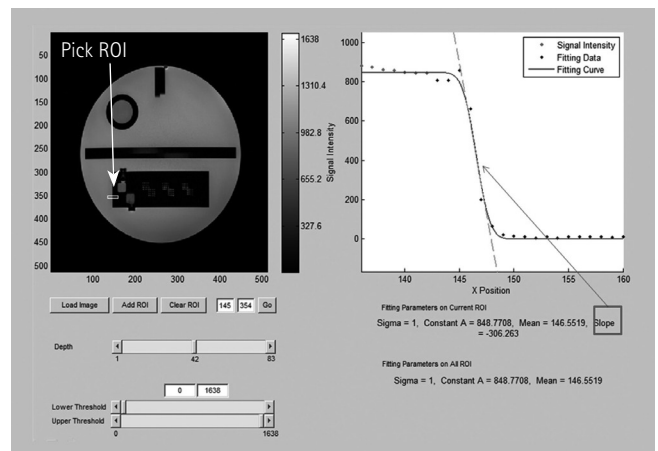 Pick ROI
50
100
150
200
250
300
350
400
450
500
100 200 300 400 500
1638
1310.4
982.8
655.2
327.6
Signal Intensity
1000
800
600
400
200
0
140 145 150 155 160
X Position
Signal Intensity
Fitting Data
Fitting Curve
Load Image Add ROI Clear ROI 145 354 Go
Depth
1 42 83
0 1638
Lower Threshold
Upper Threshold
0 1638
Fitting Parameters on Current ROI
Sigma = 1, Constant A = 848.7708, Mean = 146.5519, Slope
= -306.263
Fitting Parameters on All ROI
Sigma = 1, Constant A = 848.7708, Mean = 146.5519